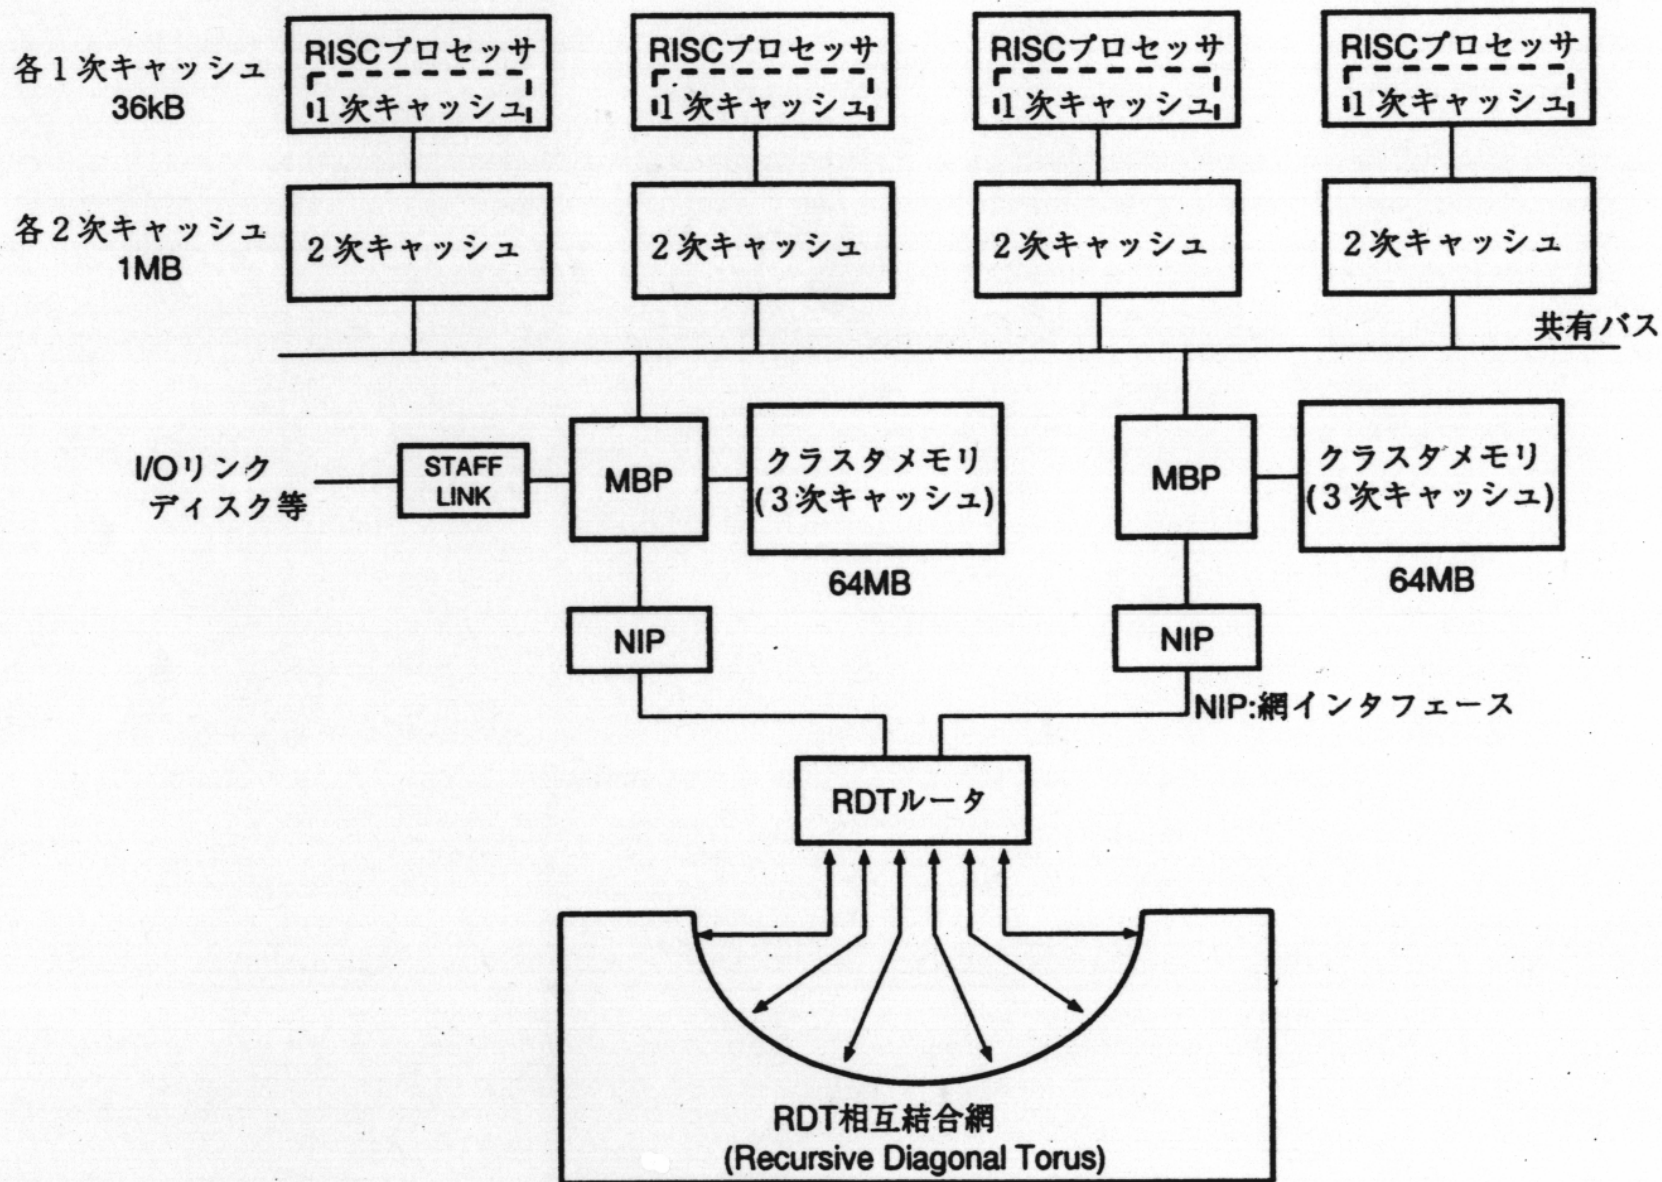 RISCプロセッサ
1次キャッシュ
RISCプロセッサ
1次キャッシュ
RISCプロセッサ
1次キャッシュ
RISCプロセッサ
1次キャッシュ
各1次キャッシュ
36kB
各2次キャッシュ
1MB
2次キャッシュ
2次キャッシュ
2次キャッシュ
2次キャッシュ
共有バス
I/Oリンク
ディスク等
STAFF
LINK
MBP
クラスタメモリ
(3次キャッシュ)
64MB
MBP
クラスタメモリ
(3次キャッシュ)
64MB
NIP
NIP
NIP:網インタフェース
RDTルータ
RDT相互結合網
(Recursive Diagonal Torus)